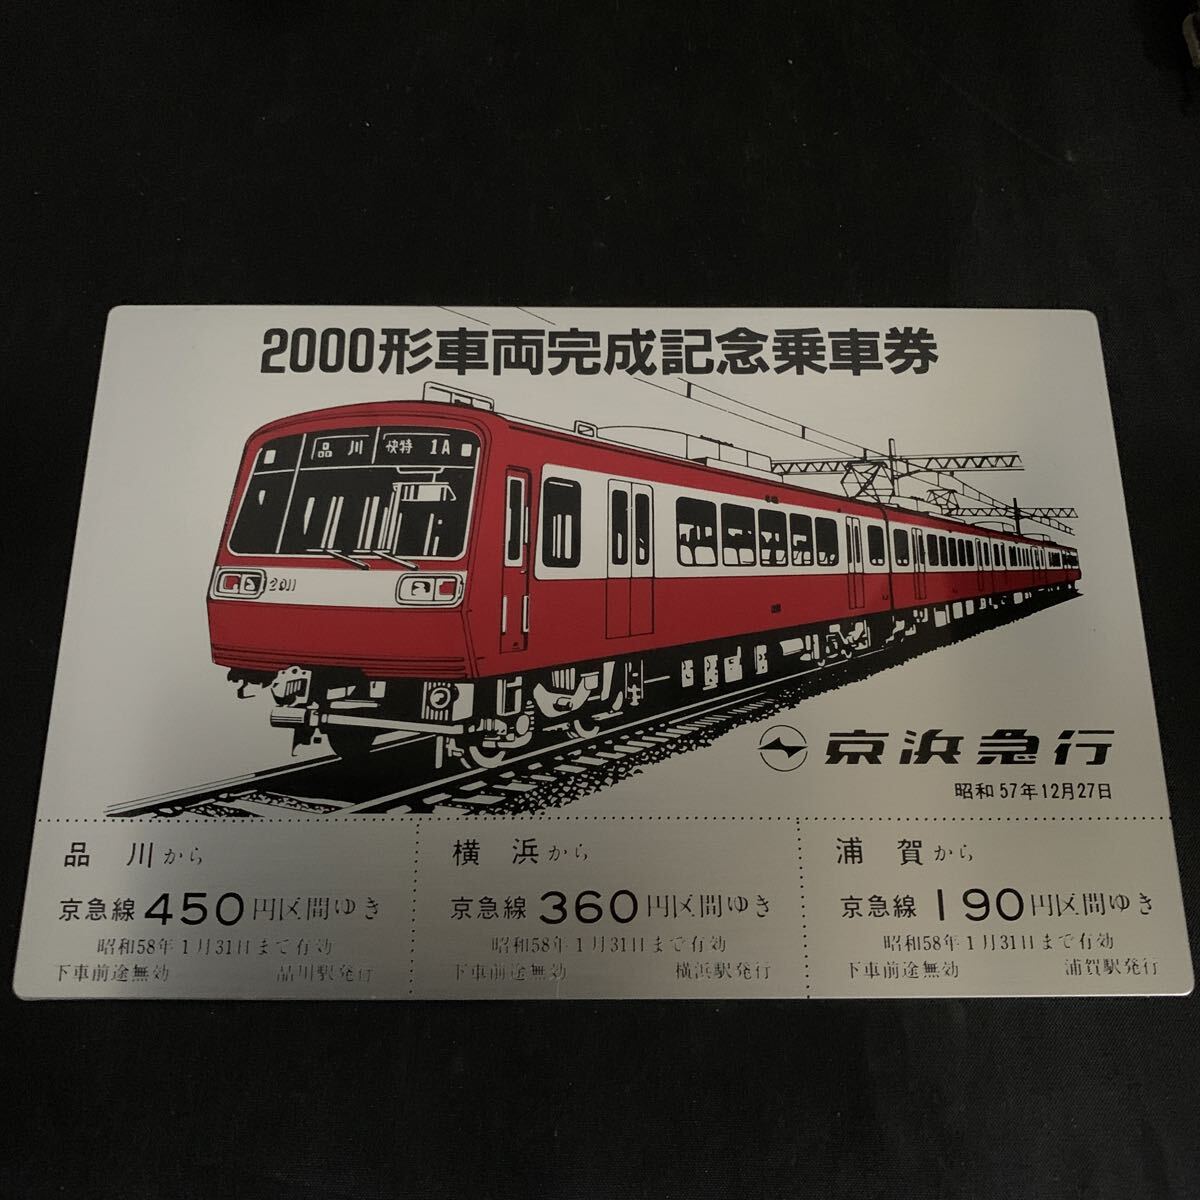 2000形車両完成記念乗車券
品川
快特 1A
2011
京浜急行
昭和57年12月27日
品川から
京急線450円区間ゆき
昭和58年1月31日まで有効
下車前途無効 品川駅発行
横浜から
京急線360円区間ゆき
昭和58年1月31日まで有効
下車前途無効 横浜駅発行
浦賀から
京急線190円区間ゆき
昭和58年1月31日まで有効
下車前途無効 浦賀駅発行